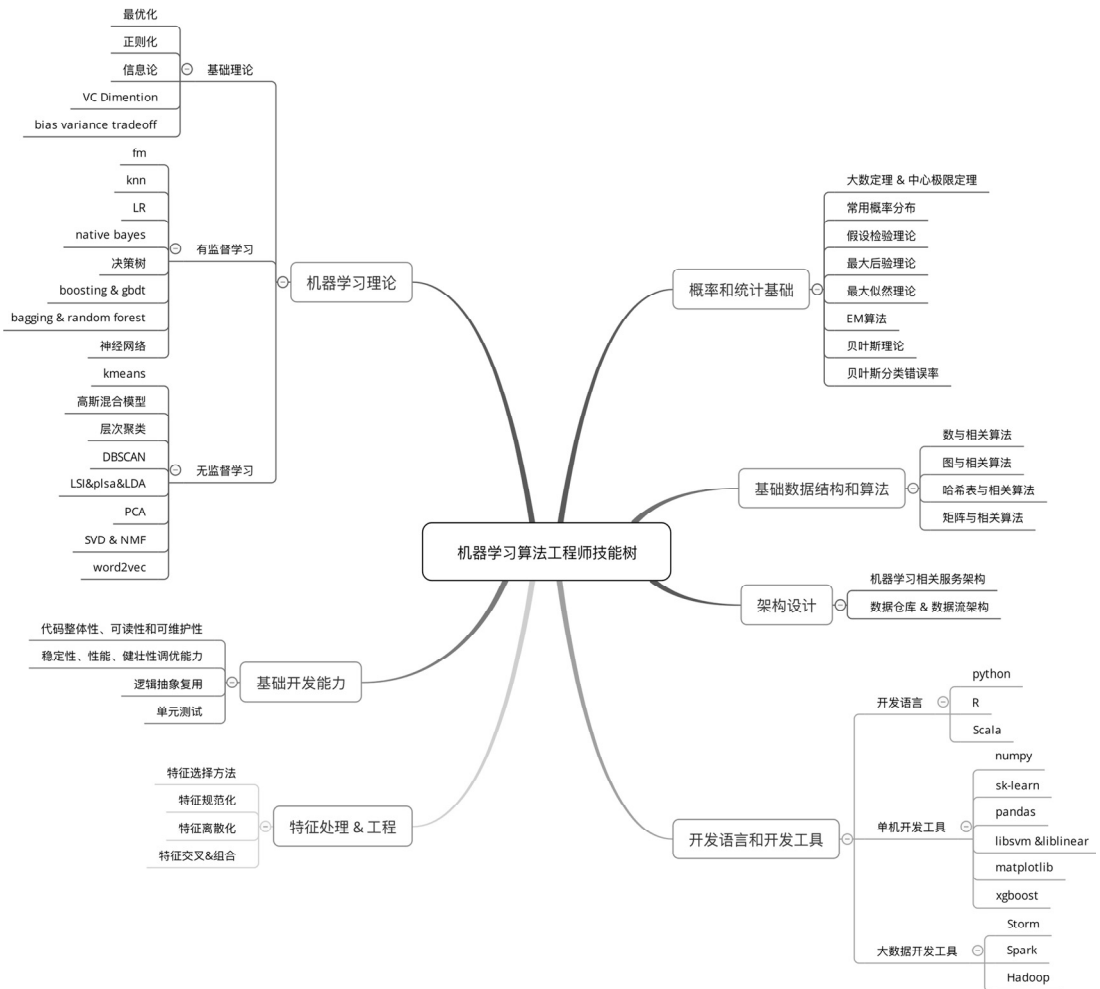 机器学习算法工程师技能树
机器学习理论
基础理论
最优化
正则化
信息论
VC Dimention
bias variance tradeoff
有监督学习
fm
knn
LR
native bayes
决策树
boosting & gbdt
bagging & random forest
神经网络
无监督学习
kmeans
高斯混合模型
层次聚类
DBSCAN
LSI&plsa&LDA
PCA
SVD & NMF
word2vec
基础开发能力
代码整体性、可读性和可维护性
稳定性、性能、健壮性调优能力
逻辑抽象复用
单元测试
特征处理 & 工程
特征选择方法
特征规范化
特征离散化
特征交叉&组合
概率和统计基础
大数定理 & 中心极限定理
常用概率分布
假设检验理论
最大后验理论
最大似然理论
EM算法
贝叶斯理论
贝叶斯分类错误率
基础数据结构和算法
数与相关算法
图与相关算法
哈希表与相关算法
矩阵与相关算法
架构设计
机器学习相关服务架构
数据仓库 & 数据流架构
开发语言和开发工具
开发语言
python
R
Scala
单机开发工具
numpy
sk-learn
pandas
libsvm &liblinear
matplotlib
xgboost
大数据开发工具
Storm
Spark
Hadoop